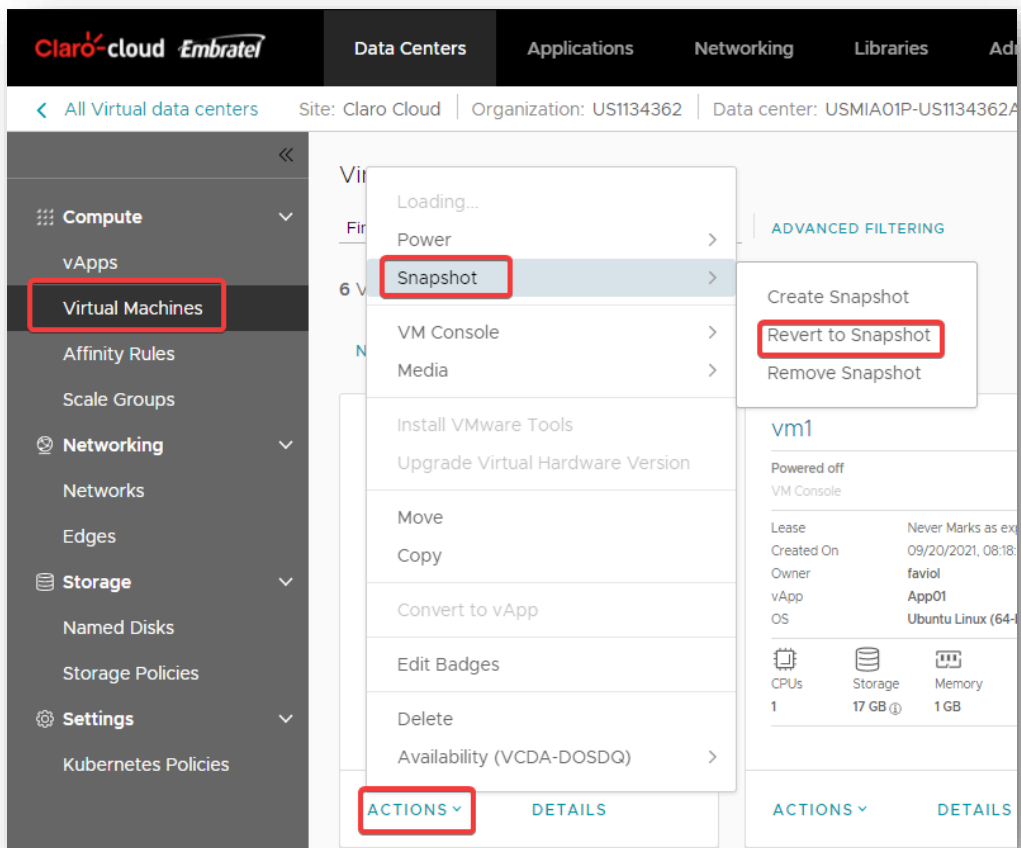 Claro-cloud Embratel
Data Centers
Applications
Networking
Libraries
Adı
All Virtual data centers
Site: Claro Cloud
Organization: US1134362
Data center: USMIA01P-US1134362A
Compute
vApps
Virtual Machines
Affinity Rules
Scale Groups
Networking
Networks
Edges
Storage
Named Disks
Storage Policies
Settings
Kubernetes Policies
Vir
Fin
ADVANCED FILTERING
6 V
N
Loading...
Power
Snapshot
VM Console
Media
Install VMware Tools
Upgrade Virtual Hardware Version
Move
Copy
Convert to vApp
Edit Badges
Delete
Availability (VCDA-DOSDQ)
Create Snapshot
Revert to Snapshot
Remove Snapshot
ACTIONS
DETAILS
vm1
Powered off
VM Console
Lease Never Marks as exp
Created On 09/20/2021, 08:18:
Owner faviol
vApp App01
OS Ubuntu Linux (64-
CPUs Storage Memory
1 17 GB 1 GB
ACTIONS
DETAILS